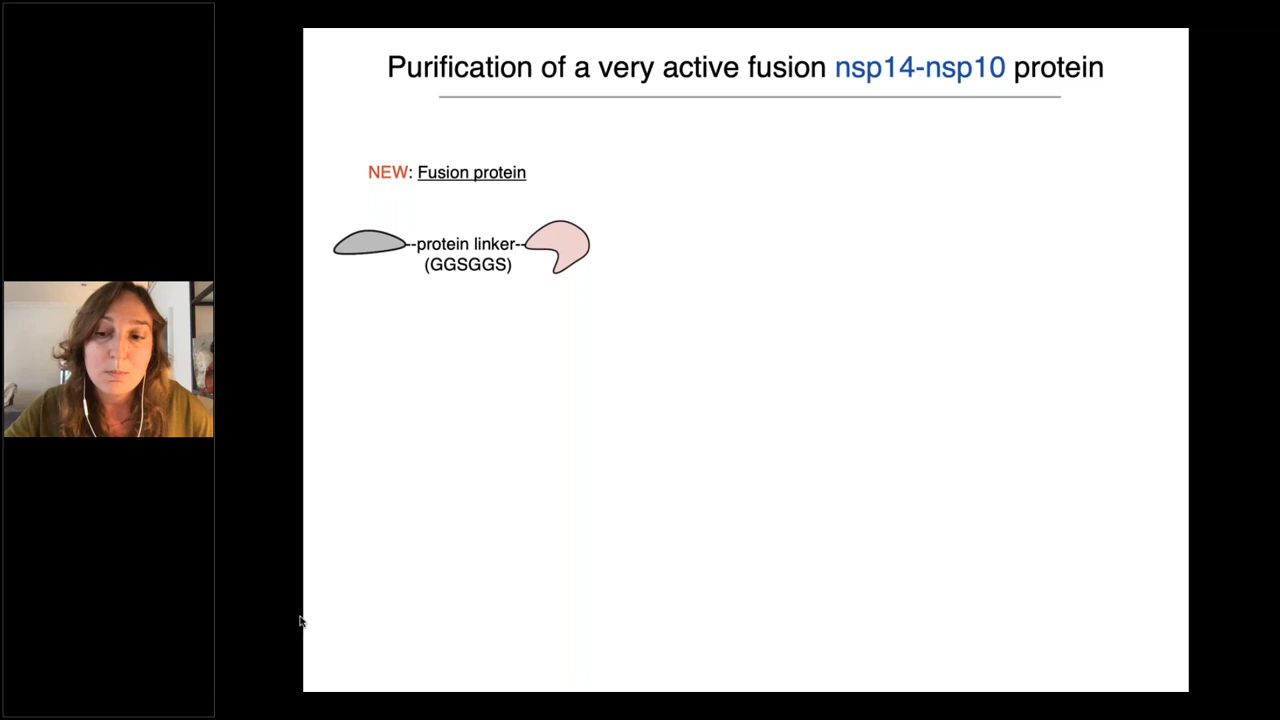 Purification of a very active fusion nsp14-nsp10 protein
NEW: Fusion protein
--protein linker--
(GGSGGS)